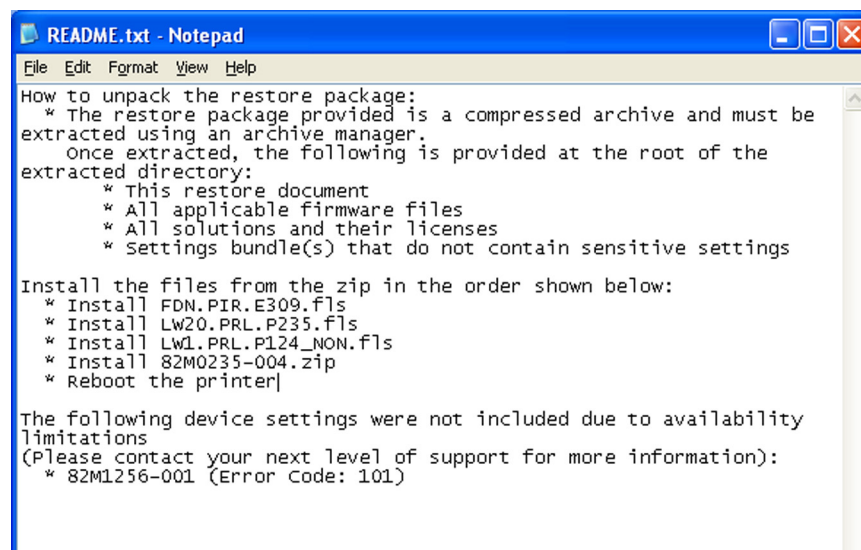 README.txt - Notepad
File Edit Format View Help
How to unpack the restore package:
* The restore package provided is a compressed archive and must be
extracted using an archive manager.
Once extracted, the following is provided at the root of the
extracted directory:
* This restore document
* All applicable firmware files
* All solutions and their licenses
* Settings bundle(s) that do not contain sensitive settings
Install the files from the zip in the order shown below:
* Install FDN.PIR.E309.fls
* Install LW20.PRL.P235.fls
* Install LW1.PRL.P124_NON.fls
* Install 82M0235-004.zip
* Reboot the printer
The following device settings were not included due to availability
limitations
(Please contact your next level of support for more information):
* 82M1256-001 (Error Code: 101)